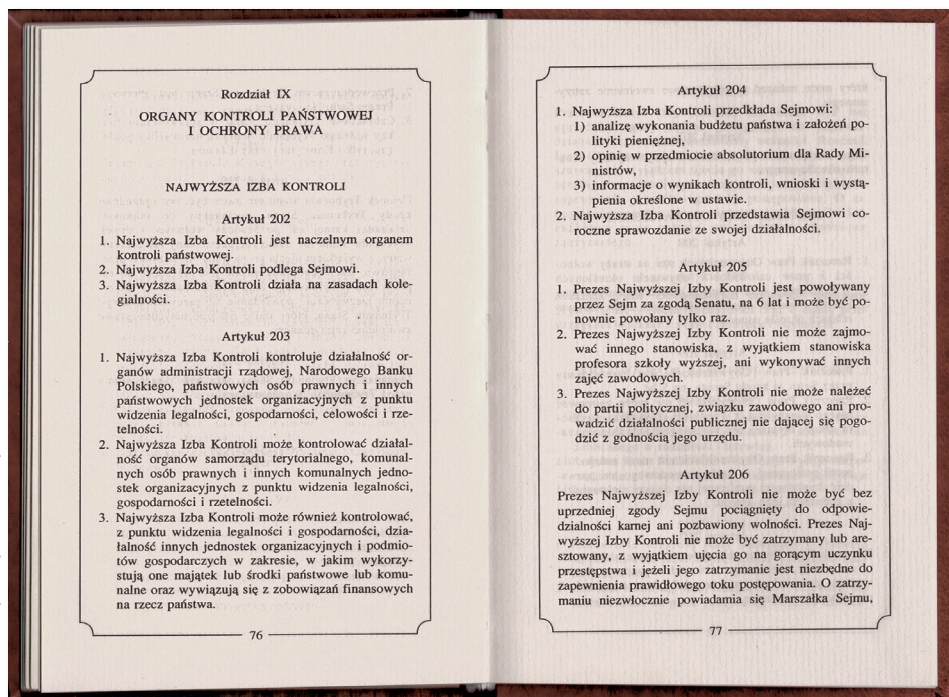 Rozdział IX
ORGANY KONTROLI PAŃSTWOWEJ
I OCHRONY PRAWA
NAJWYŻSZA IZBA KONTROLI
Artykuł 202
1. Najwyższa Izba Kontroli jest naczelnym organem
kontroli państwowej.
2. Najwyższa Izba Kontroli podlega Sejmowi.
3. Najwyższa Izba Kontroli działa na zasadach kole-
gialności.
Artykuł 203
1. Najwyższa Izba Kontroli kontroluje działalność or-
ganów administracji rządowej, Narodowego Banku
Polskiego, państwowych osób prawnych i innych
państwowych jednostek organizacyjnych z punktu
widzenia legalności, gospodarności, celowości i rze-
telności.
2. Najwyższa Izba Kontroli może kontrolować działal-
ność organów samorządu terytorialnego, komunal-
nych osób prawnych i innych komunalnych jedno-
stek organizacyjnych z punktu widzenia legalności,
gospodarności i rzetelności.
3. Najwyższa Izba Kontroli może również kontrolować,
z punktu widzenia legalności i gospodarności, dzia-
łalność innych jednostek organizacyjnych i podmio-
tów gospodarczych w zakresie, w jakim wykorzy-
stują one majątek lub środki państwowe lub komu-
nalne oraz wywiązują się z zobowiązań finansowych
na rzecz państwa.
76
Artykuł 204
1. Najwyższa Izba Kontroli przedkłada Sejmowi:
1) analizę wykonania budżetu państwa i założeń po-
lityki pieniężnej,
2) opinię w przedmiocie absolutorium dla Rady Mi-
nistrów,
3) informacje o wynikach kontroli, wnioski i wystą-
pienia określone w ustawie.
2. Najwyższa Izba Kontroli przedstawia Sejmowi co-
roczne sprawozdanie ze swojej działalności.
Artykuł 205
1. Prezes Najwyższej Izby Kontroli jest powoływany
przez Sejm za zgodą Senatu, na 6 lat i może być po-
nownie powołany tylko raz.
2. Prezes Najwyższej Izby Kontroli nie może zajmo-
wać innego stanowiska, z wyjątkiem stanowiska
profesora szkoły wyższej, ani wykonywać innych
zajęć zawodowych.
3. Prezes Najwyższej Izby Kontroli nie może należeć
do partii politycznej, związku zawodowego ani pro-
wadzić działalności publicznej nie dającej się pogo-
dzić z godnością jego urzędu.
Artykuł 206
Prezes Najwyższej Izby Kontroli nie może być bez
uprzedniej zgody Sejmu pociągnięty do odpowie-
dzialności karnej ani pozbawiony wolności. Prezes Naj-
wyższej Izby Kontroli nie może być zatrzymany lub are-
sztowany, z wyjątkiem ujęcia go na gorącym uczynku
przestępstwa i jeżeli jego zatrzymanie jest niezbędne do
zapewnienia prawidłowego toku postępowania. O zatrzy-
maniu niezwłocznie powiadamia się Marszałka Sejmu,
77